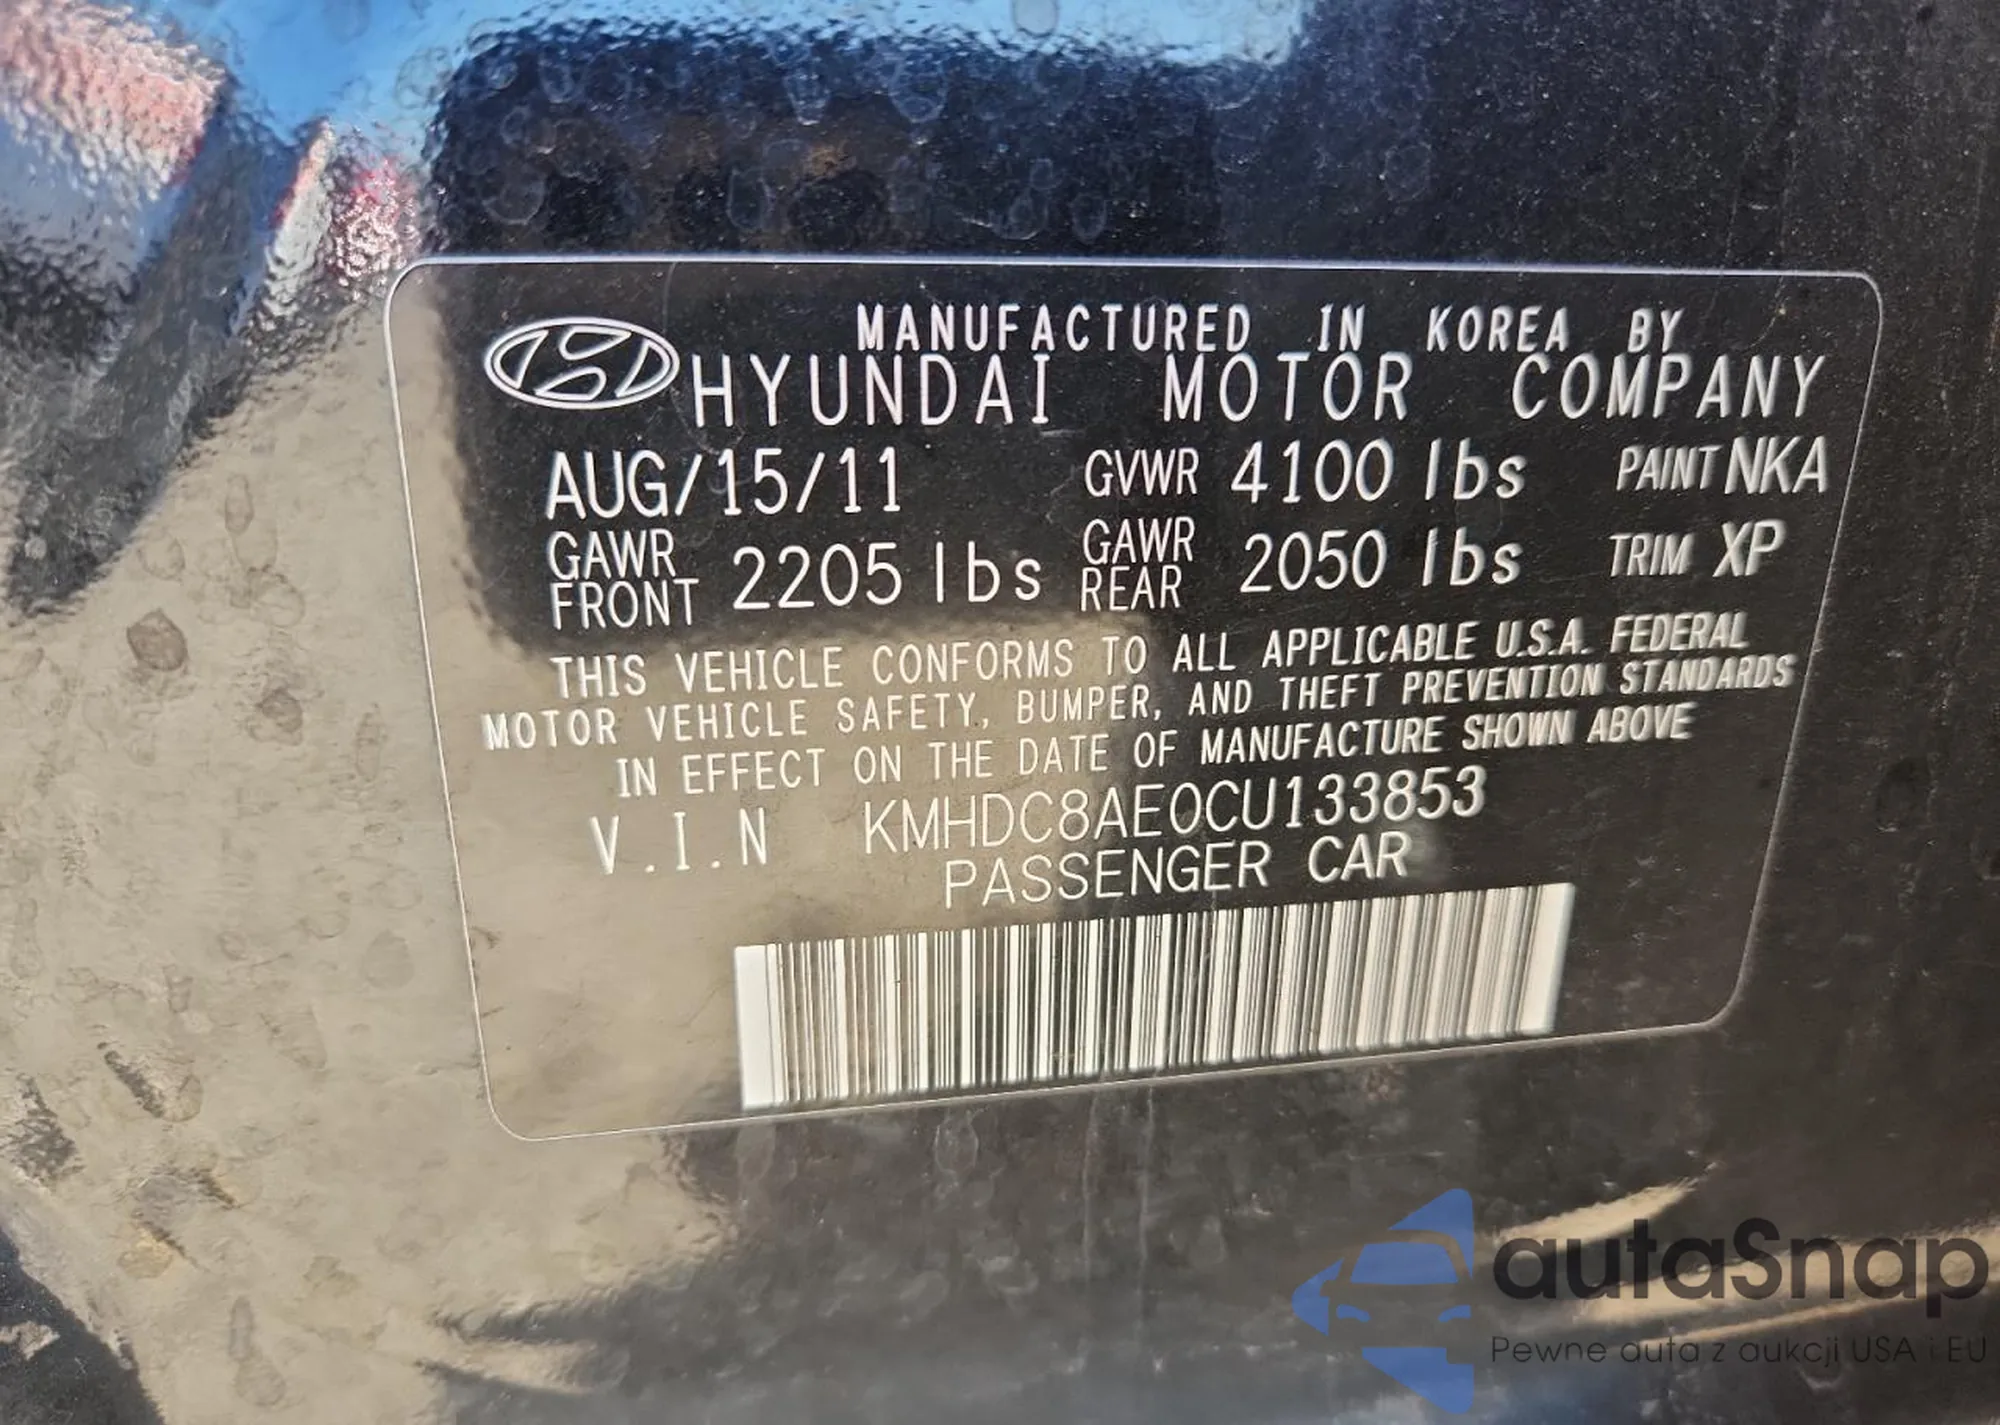 MANUFACTURED IN KOREA BY
HYUNDAI MOTOR COMPANY
AUG/15/11 GVWR 4100 lbs PAINT NKA
GAWR FRONT 2205 lbs GAWR REAR 2050 lbs TRIM XP
THIS VEHICLE CONFORMS TO ALL APPLICABLE U.S.A. FEDERAL
MOTOR VEHICLE SAFETY, BUMPER, AND THEFT PREVENTION STANDARDS
IN EFFECT ON THE DATE OF MANUFACTURE SHOWN ABOVE
V.I.N KMHDC8AE0CU133853
PASSENGER CAR
autaSnap
Pewne auta z aukcji USA i EU